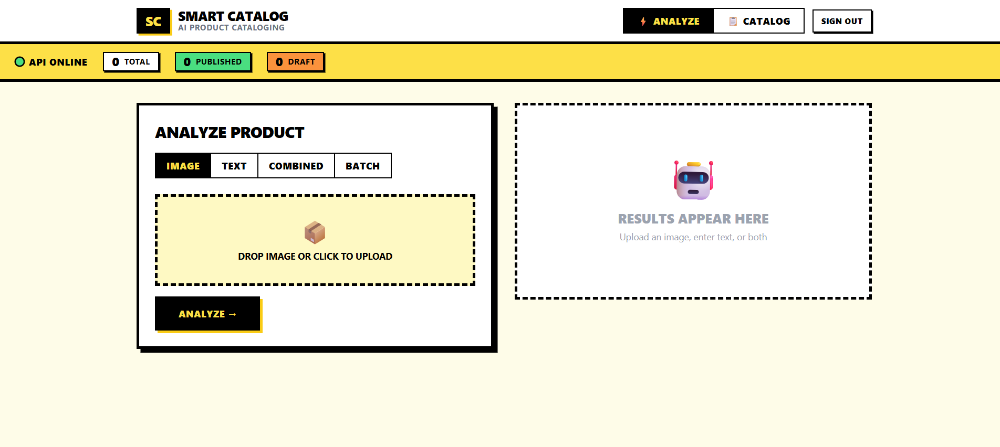 SC
SMART CATALOG
AI PRODUCT CATALOGING
ANALYZE
CATALOG
SIGN OUT
API ONLINE
0 TOTAL
0 PUBLISHED
0 DRAFT
ANALYZE PRODUCT
IMAGE
TEXT
COMBINED
BATCH
DROP IMAGE OR CLICK TO UPLOAD
ANALYZE →
RESULTS APPEAR HERE
Upload an image, enter text, or both